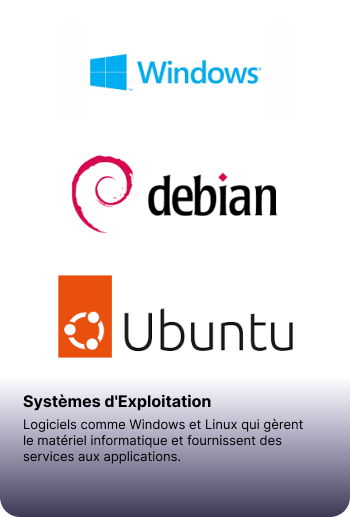 Windows
debian
Ubuntu
Systèmes d'Exploitation
Logiciels comme Windows et Linux qui gèrent
le matériel informatique et fournissent des
services aux applications.